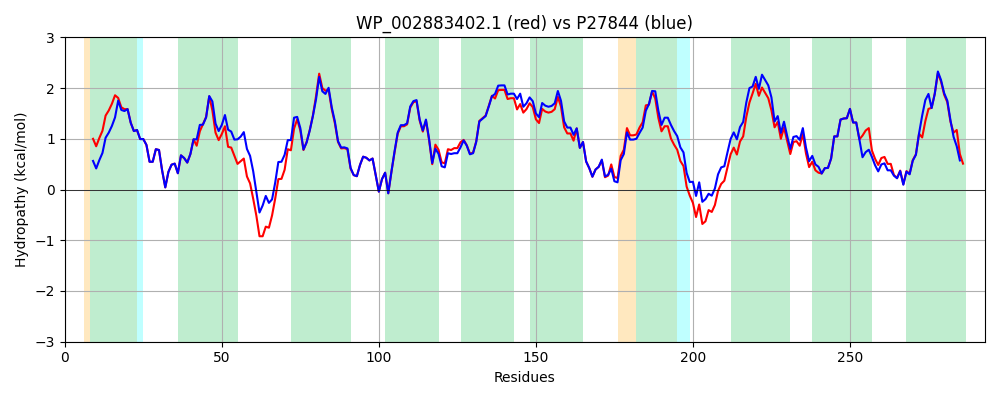 WP_002883402.1 (red) vs P27844 (blue)
Hydropathy (kcal/mol)
3
2
1
0
−1
−2
−3
0 50 100 150 200 250
Residues